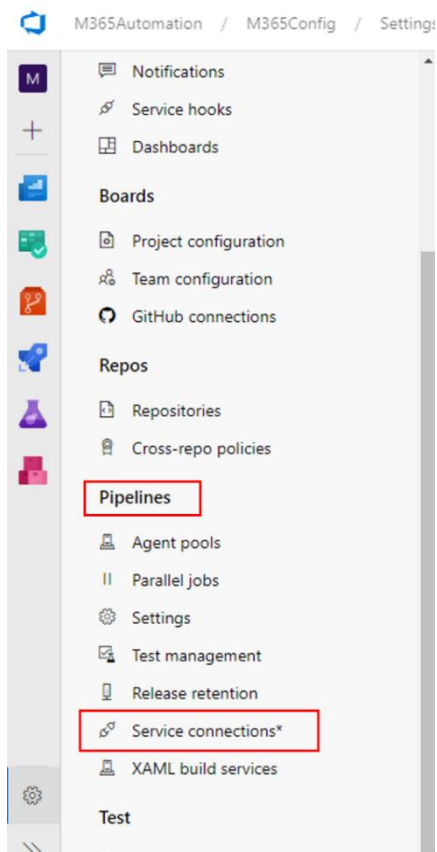 M365Automation / M365Config / Settings
M
Notifications
Service hooks
Dashboards
Boards
Project configuration
Team configuration
GitHub connections
Repos
Repositories
Cross-repo policies
Pipelines
Agent pools
Parallel jobs
Settings
Test management
Release retention
Service connections*
XAML build services
Test